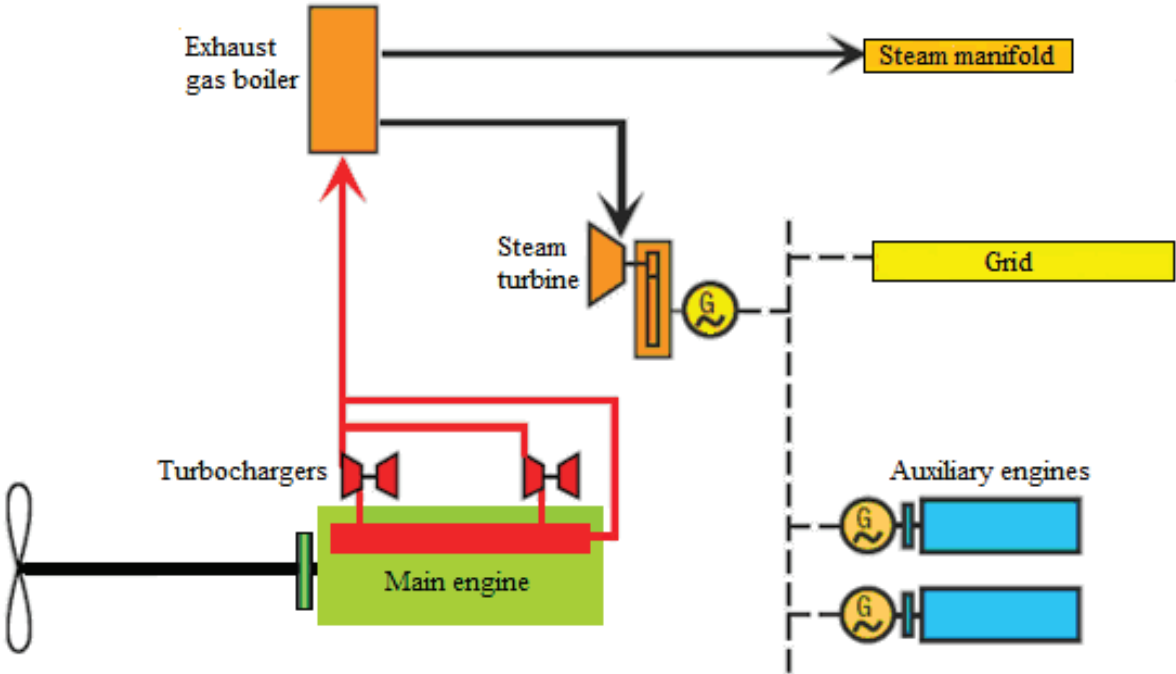 Exhaust
gas boiler
Steam manifold
Steam
turbine
Grid
G
Turbochargers
Auxiliary engines
G
Main engine
G